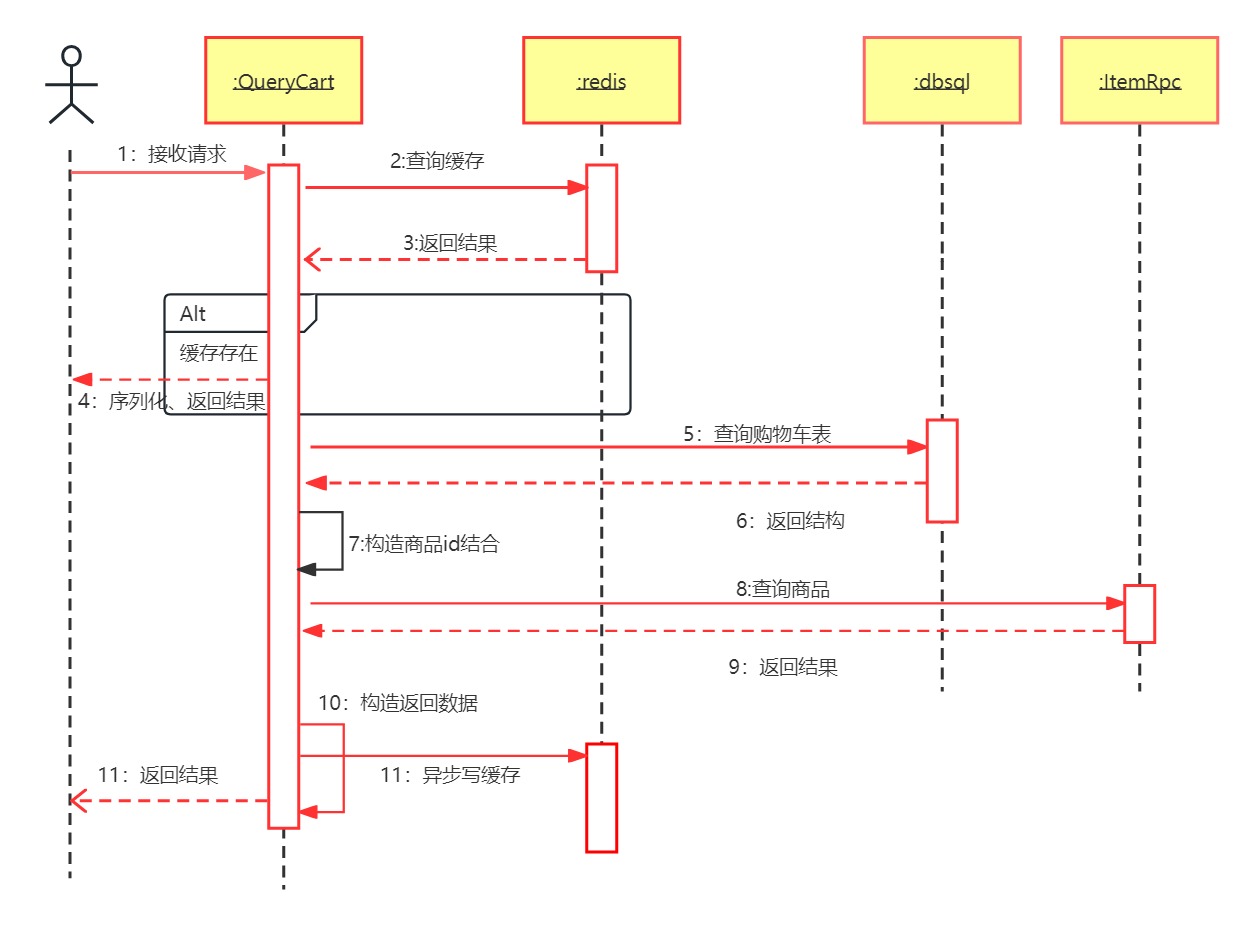 :QueryCart
:redis
:dbsql
:ItemRpc
1：接收请求
2:查询缓存
3:返回结果
Alt
缓存存在
4：序列化、返回结果
5：查询购物车表
6：返回结构
7:构造商品id结合
8:查询商品
9：返回结果
10：构造返回数据
11：返回结果
11：异步写缓存